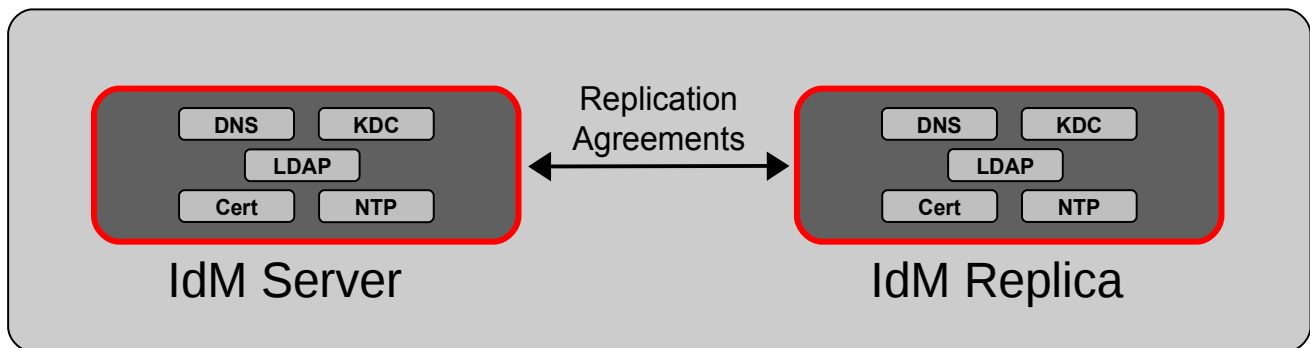 Replication
Agreements
DNS KDC
LDAP
Cert NTP
IdM Server
DNS KDC
LDAP
Cert NTP
IdM Replica